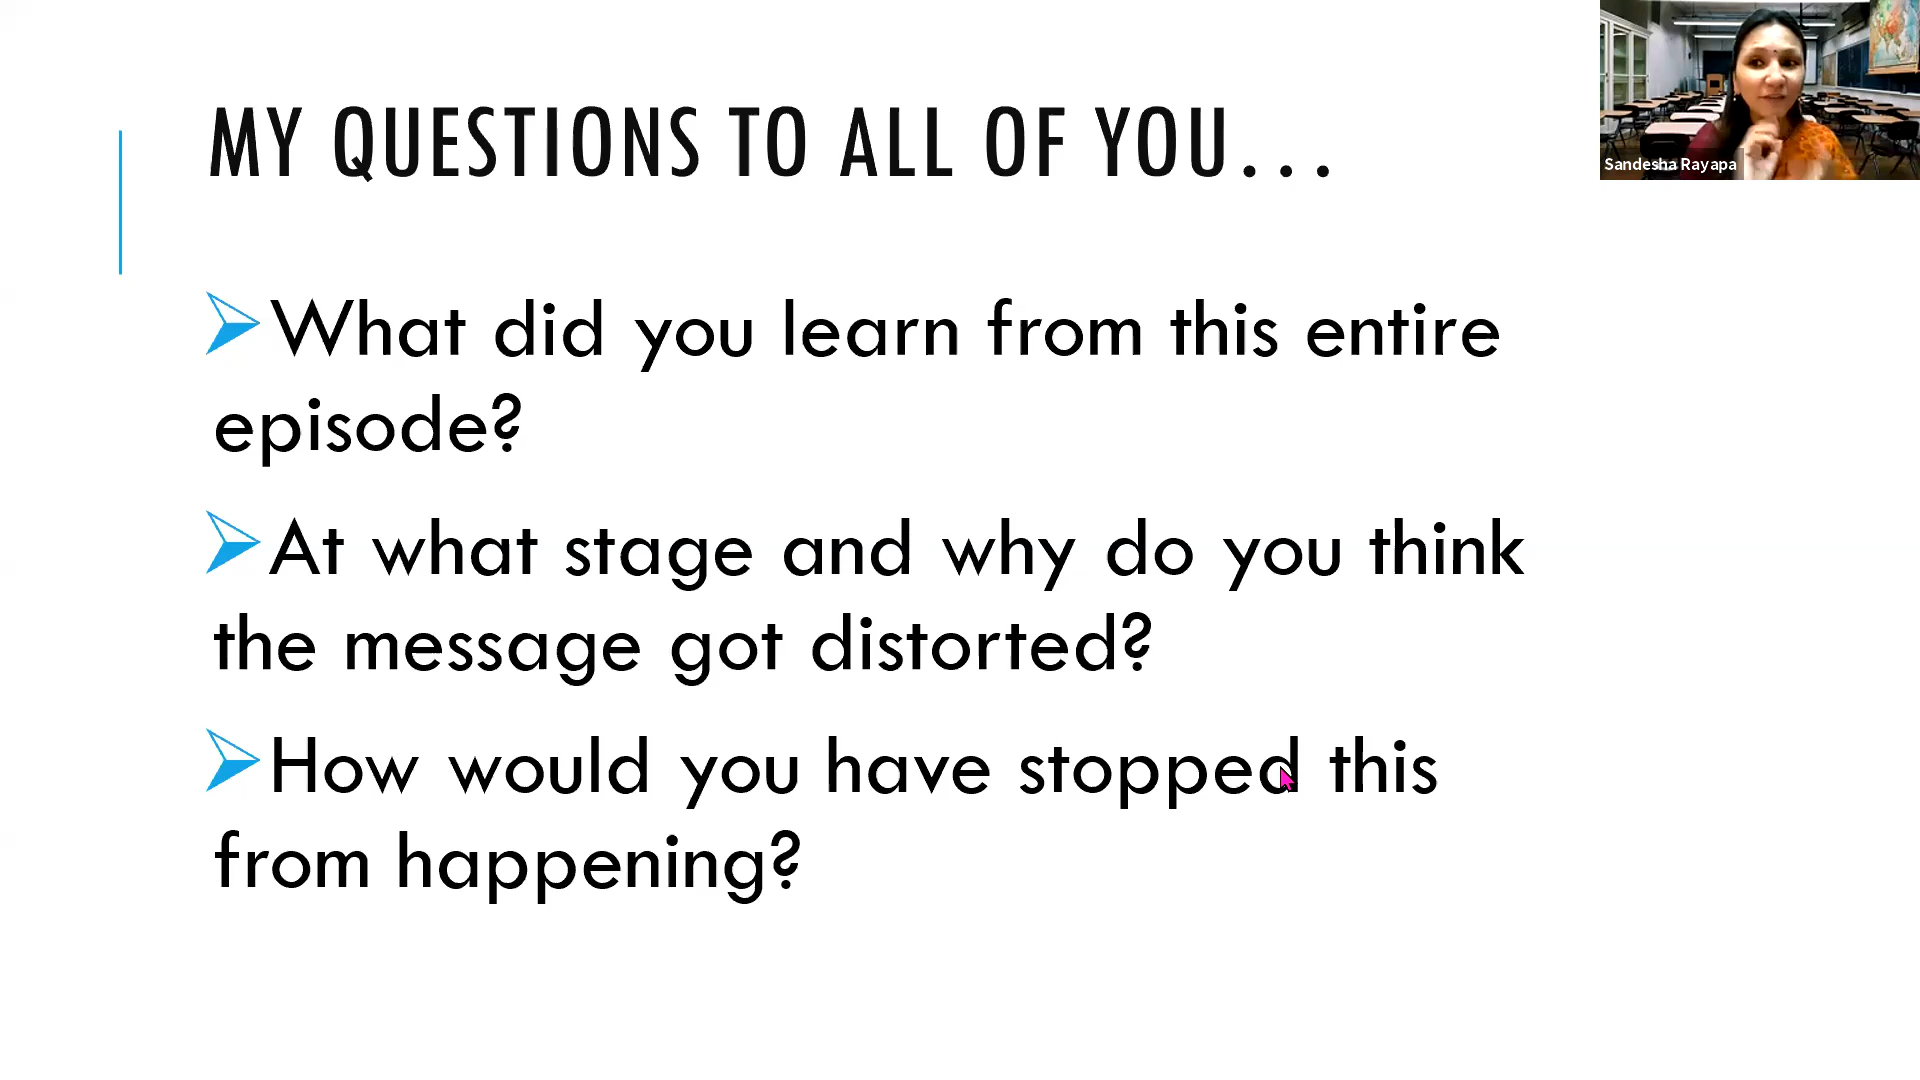 MY QUESTIONS TO ALL OF YOU...
Sandesha Rayapa
What did you learn from this entire
episode?
At what stage and why do you think
the message got distorted?
How would you have stopped this
from happening?